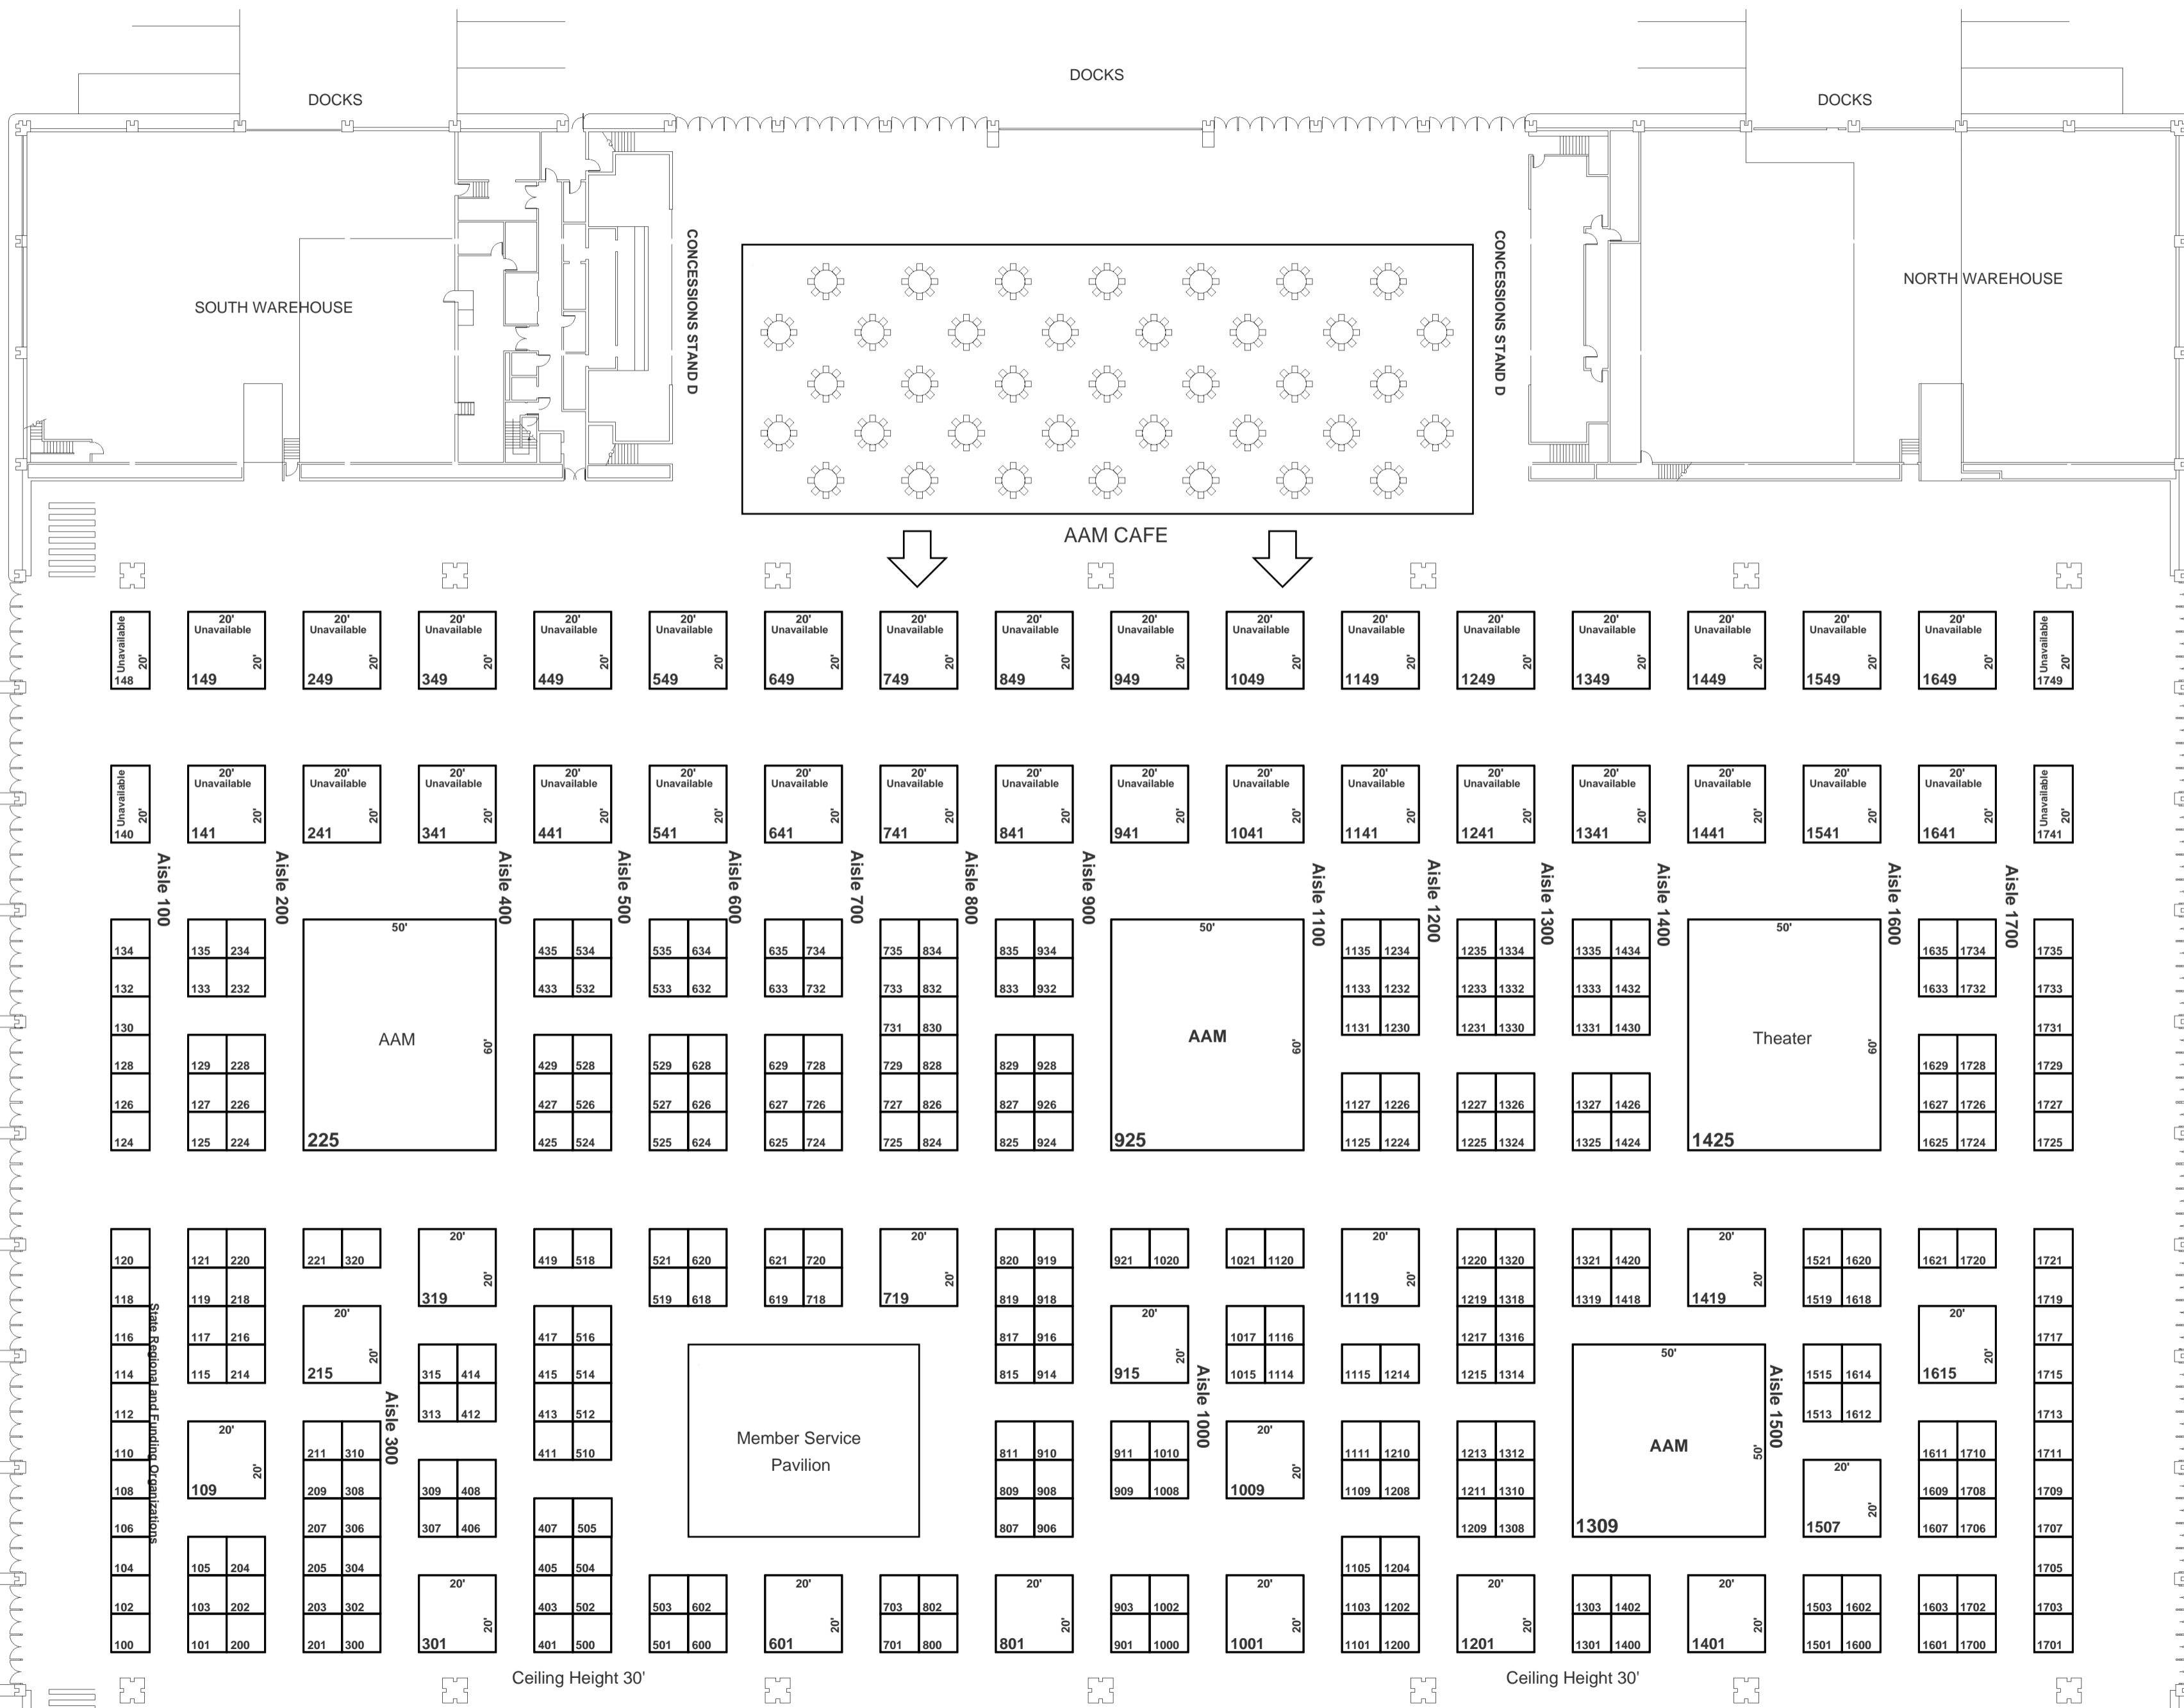 DOCKS
DOCKS
DOCKS
SOUTH WAREHOUSE
CONCESSIONS STAND D
CONCESSIONS STAND D
NORTH WAREHOUSE
AAM CAFE
Unavailable 20' 148
20' Unavailable 20' 149
20' Unavailable 20' 249
20' Unavailable 20' 349
20' Unavailable 20' 449
20' Unavailable 20' 549
20' Unavailable 20' 649
20' Unavailable 20' 749
20' Unavailable 20' 849
20' Unavailable 20' 949
20' Unavailable 20' 1049
20' Unavailable 20' 1149
20' Unavailable 20' 1249
20' Unavailable 20' 1349
20' Unavailable 20' 1449
20' Unavailable 20' 1549
20' Unavailable 20' 1649
Unavailable 20' 1749
Unavailable 20' 140
20' Unavailable 20' 141
20' Unavailable 20' 241
20' Unavailable 20' 341
20' Unavailable 20' 441
20' Unavailable 20' 541
20' Unavailable 20' 641
20' Unavailable 20' 741
20' Unavailable 20' 841
20' Unavailable 20' 941
20' Unavailable 20' 1041
20' Unavailable 20' 1141
20' Unavailable 20' 1241
20' Unavailable 20' 1341
20' Unavailable 20' 1441
20' Unavailable 20' 1541
20' Unavailable 20' 1641
Unavailable 20' 1741
Aisle 100
Aisle 200
Aisle 400
Aisle 500
Aisle 600
Aisle 700
Aisle 800
Aisle 900
Aisle 1100
Aisle 1200
Aisle 1300
Aisle 1400
Aisle 1600
Aisle 1700
50' 50' 50'
134 135 234 435 534 535 634 635 734 735 834 835 934 1135 1234 1235 1334 1335 1434 1635 1734 1735
132 133 232 433 532 533 632 633 732 733 832 833 932 1133 1232 1233 1332 1333 1432 1633 1732 1733
130 731 830 1131 1230 1231 1330 1331 1430 1731
AAM 60' AAM 60' Theater 60'
128 129 228 429 528 529 628 629 728 729 828 829 928 1629 1728 1729
126 127 226 427 526 527 626 627 726 727 826 827 926 1127 1226 1227 1326 1327 1426 1627 1726 1727
124 125 224 225 425 524 525 624 625 724 725 824 825 924 925 1125 1224 1225 1324 1325 1424 1425 1625 1724 1725
20' 20' 20' 20'
120 121 220 221 320 419 518 521 620 621 720 820 919 921 1020 1021 1120 1220 1320 1321 1420 1521 1620 1621 1720 1721
20' 20' 20' 20'
118 119 218 319 519 618 619 718 719 819 918 1119 1219 1318 1319 1418 1419 1519 1618 1719
State Regional and Funding Organizations
20' 20' 20'
116 117 216 417 516 817 916 1017 1116 1217 1316 1717
20' 20' 50' 20'
114 115 214 215 315 414 415 514 815 914 915 1015 1114 1115 1214 1215 1314 1515 1614 1615 1715
Aisle 300
Aisle 1000
Aisle 1500
112 313 412 413 512 1513 1612 1713
20' 20'
Member Service
Pavilion
AAM 50'
110 211 310 411 510 811 910 911 1010 1111 1210 1213 1312 1611 1710 1711
20' 20' 20'
108 109 209 308 309 408 809 908 909 1008 1009 1109 1208 1211 1310 1609 1708 1709
20'
106 207 306 307 406 407 505 807 906 1209 1308 1309 1507 1607 1706 1707
104 105 204 205 304 405 504 1105 1204 1705
20' 20' 20' 20' 20' 20'
102 103 202 203 302 403 502 503 602 703 802 903 1002 1103 1202 1303 1402 1503 1602 1603 1702 1703
20' 20' 20' 20' 20' 20'
100 101 200 201 300 301 401 500 501 600 601 701 800 801 901 1000 1001 1101 1200 1201 1301 1400 1401 1501 1600 1601 1700 1701
Ceiling Height 30'
Ceiling Height 30'